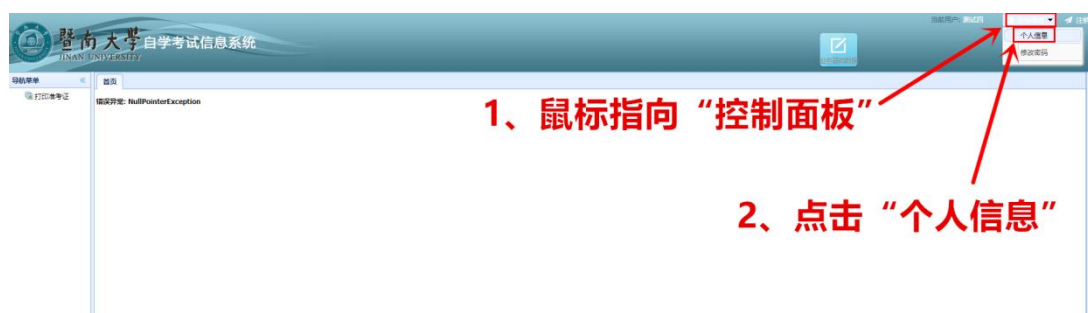 当前用户: 测试四
注销
暨南大学自学考试信息系统
JINAN UNIVERSITY
个人信息
修改密码
导航菜单
首页
打印准考证
错误异常: NullPointerException
1、鼠标指向“控制面板”
2、点击“个人信息”